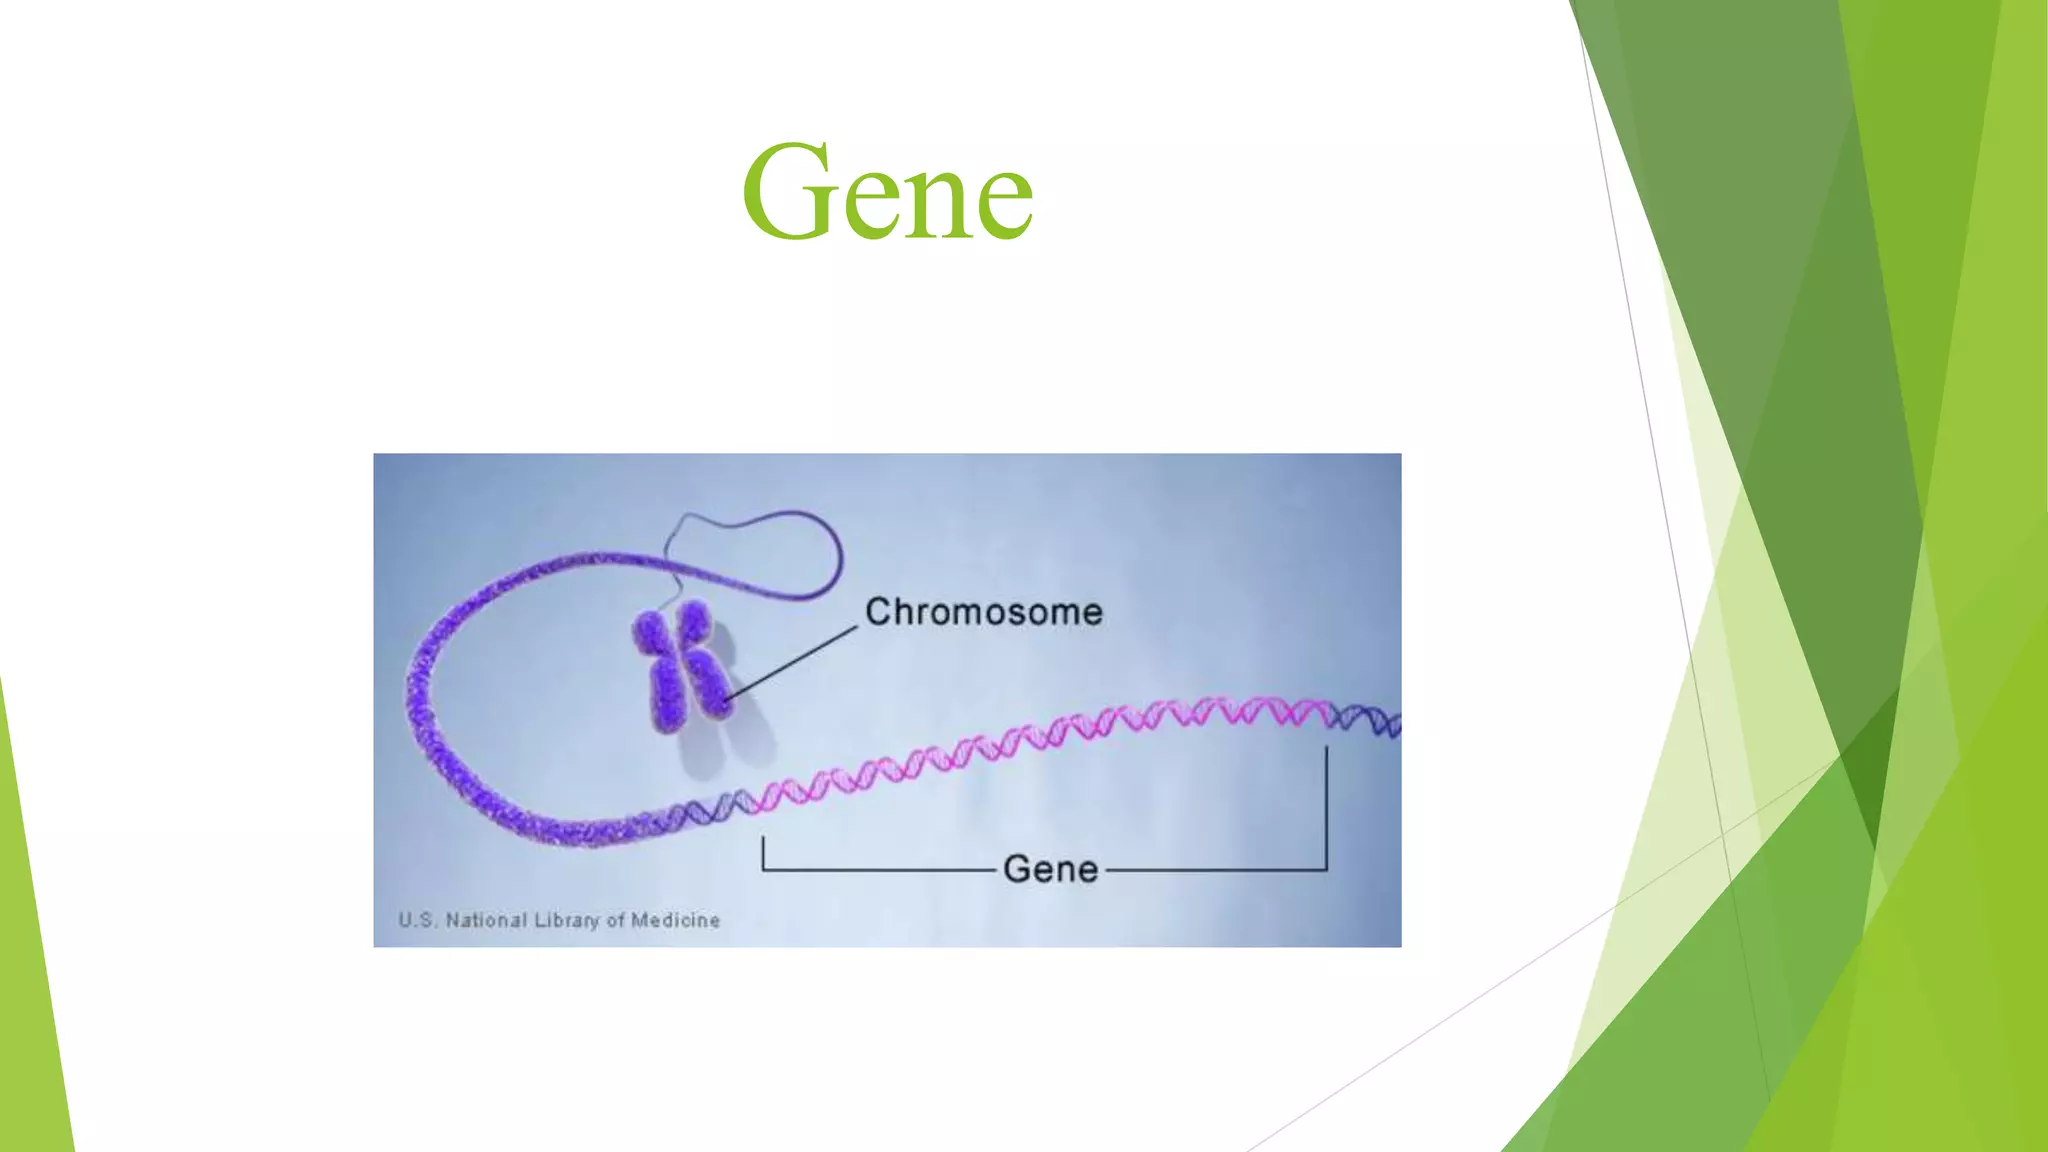 Gene
Chromosome
Gene
U.S. National Library of Medicine